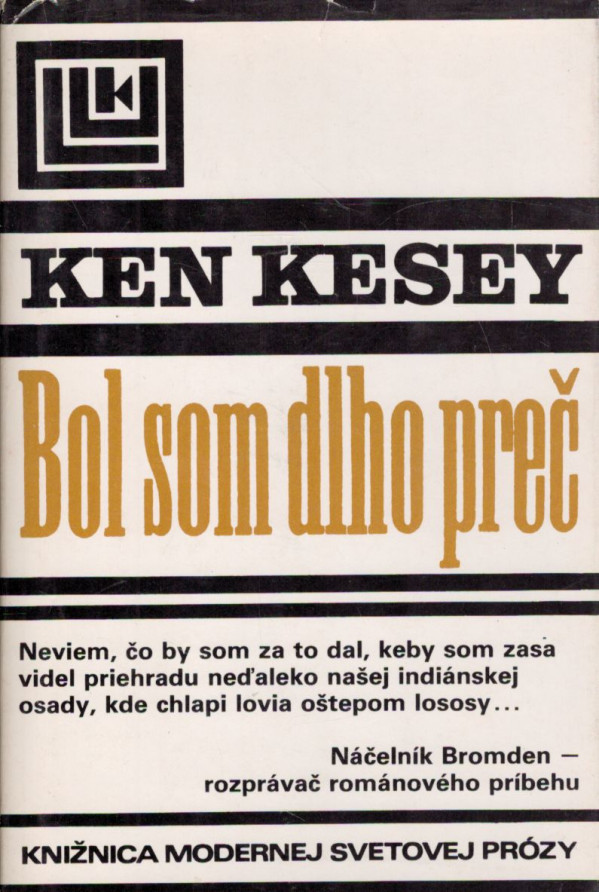 KEN KESEY
Bol som dlho preč
Neviem, čo by som za to dal, keby som zasa
videl priehradu neďaleko našej indiánskej
osady, kde chlapi lovia oštepom lososy...
Náčelník Bromden –
rozprávač románového príbehu
KNIŽNICA MODERNEJ SVETOVEJ PRÓZY